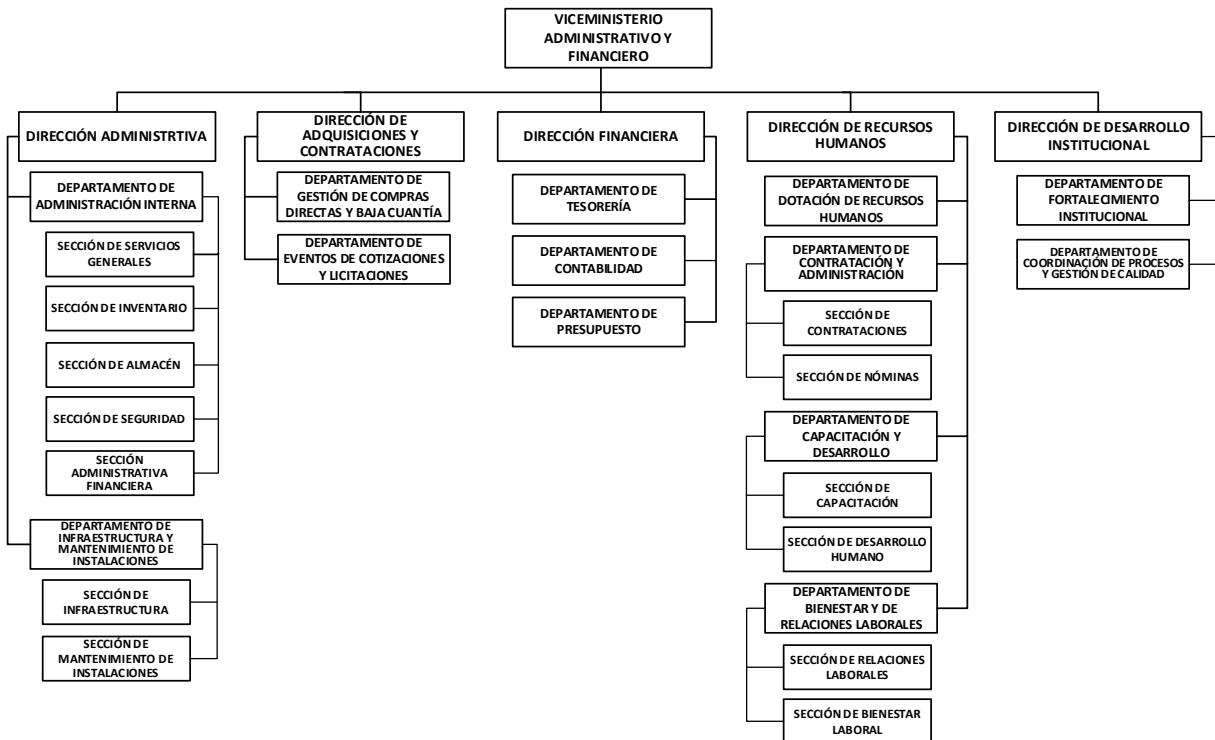 VICEMINISTERIO
ADMINISTRATIVO Y
FINANCIERO
DIRECCIÓN ADMINISTRTIVA
DEPARTAMENTO DE
ADMINISTRACIÓN INTERNA
SECCIÓN DE SERVICIOS
GENERALES
SECCIÓN DE INVENTARIO
SECCIÓN DE ALMACÉN
SECCIÓN DE SEGURIDAD
SECCIÓN
ADMINISTRATIVA
FINANCIERA
DEPARTAMENTO DE
INFRAESTRUCTURA Y
MANTENIMIENTO DE
INSTALACIONES
SECCIÓN DE
INFRAESTRUCTURA
SECCIÓN DE
MANTENIMIENTO DE
INSTALACIONES
DIRECCIÓN DE
ADQUISICIONES Y
CONTRATACIONES
DEPARTAMENTO DE
GESTIÓN DE COMPRAS
DIRECTAS Y BAJA CUANTÍA
DEPARTAMENTO DE
EVENTOS DE COTIZACIONES
Y LICITACIONES
DIRECCIÓN FINANCIERA
DEPARTAMENTO DE
TESORERÍA
DEPARTAMENTO DE
CONTABILIDAD
DEPARTAMENTO DE
PRESUPUESTO
DIRECCIÓN DE RECURSOS
HUMANOS
DEPARTAMENTO DE
DOTACIÓN DE RECURSOS
HUMANOS
DEPARTAMENTO DE
CONTRATACIÓN Y
ADMINISTRACIÓN
SECCIÓN DE
CONTRATACIONES
SECCIÓN DE NÓMINAS
DEPARTAMENTO DE
CAPACITACIÓN Y
DESARROLLO
SECCIÓN DE
CAPACITACIÓN
SECCIÓN DE DESARROLLO
HUMANO
DEPARTAMENTO DE
BIENESTAR Y DE
RELACIONES LABORALES
SECCIÓN DE RELACIONES
LABORALES
SECCIÓN DE BIENESTAR
LABORAL
DIRECCIÓN DE DESARROLLO
INSTITUCIONAL
DEPARTAMENTO DE
FORTALECIMIENTO
INSTITUCIONAL
DEPARTAMENTO DE
COORDINACIÓN DE PROCESOS
Y GESTIÓN DE CALIDAD